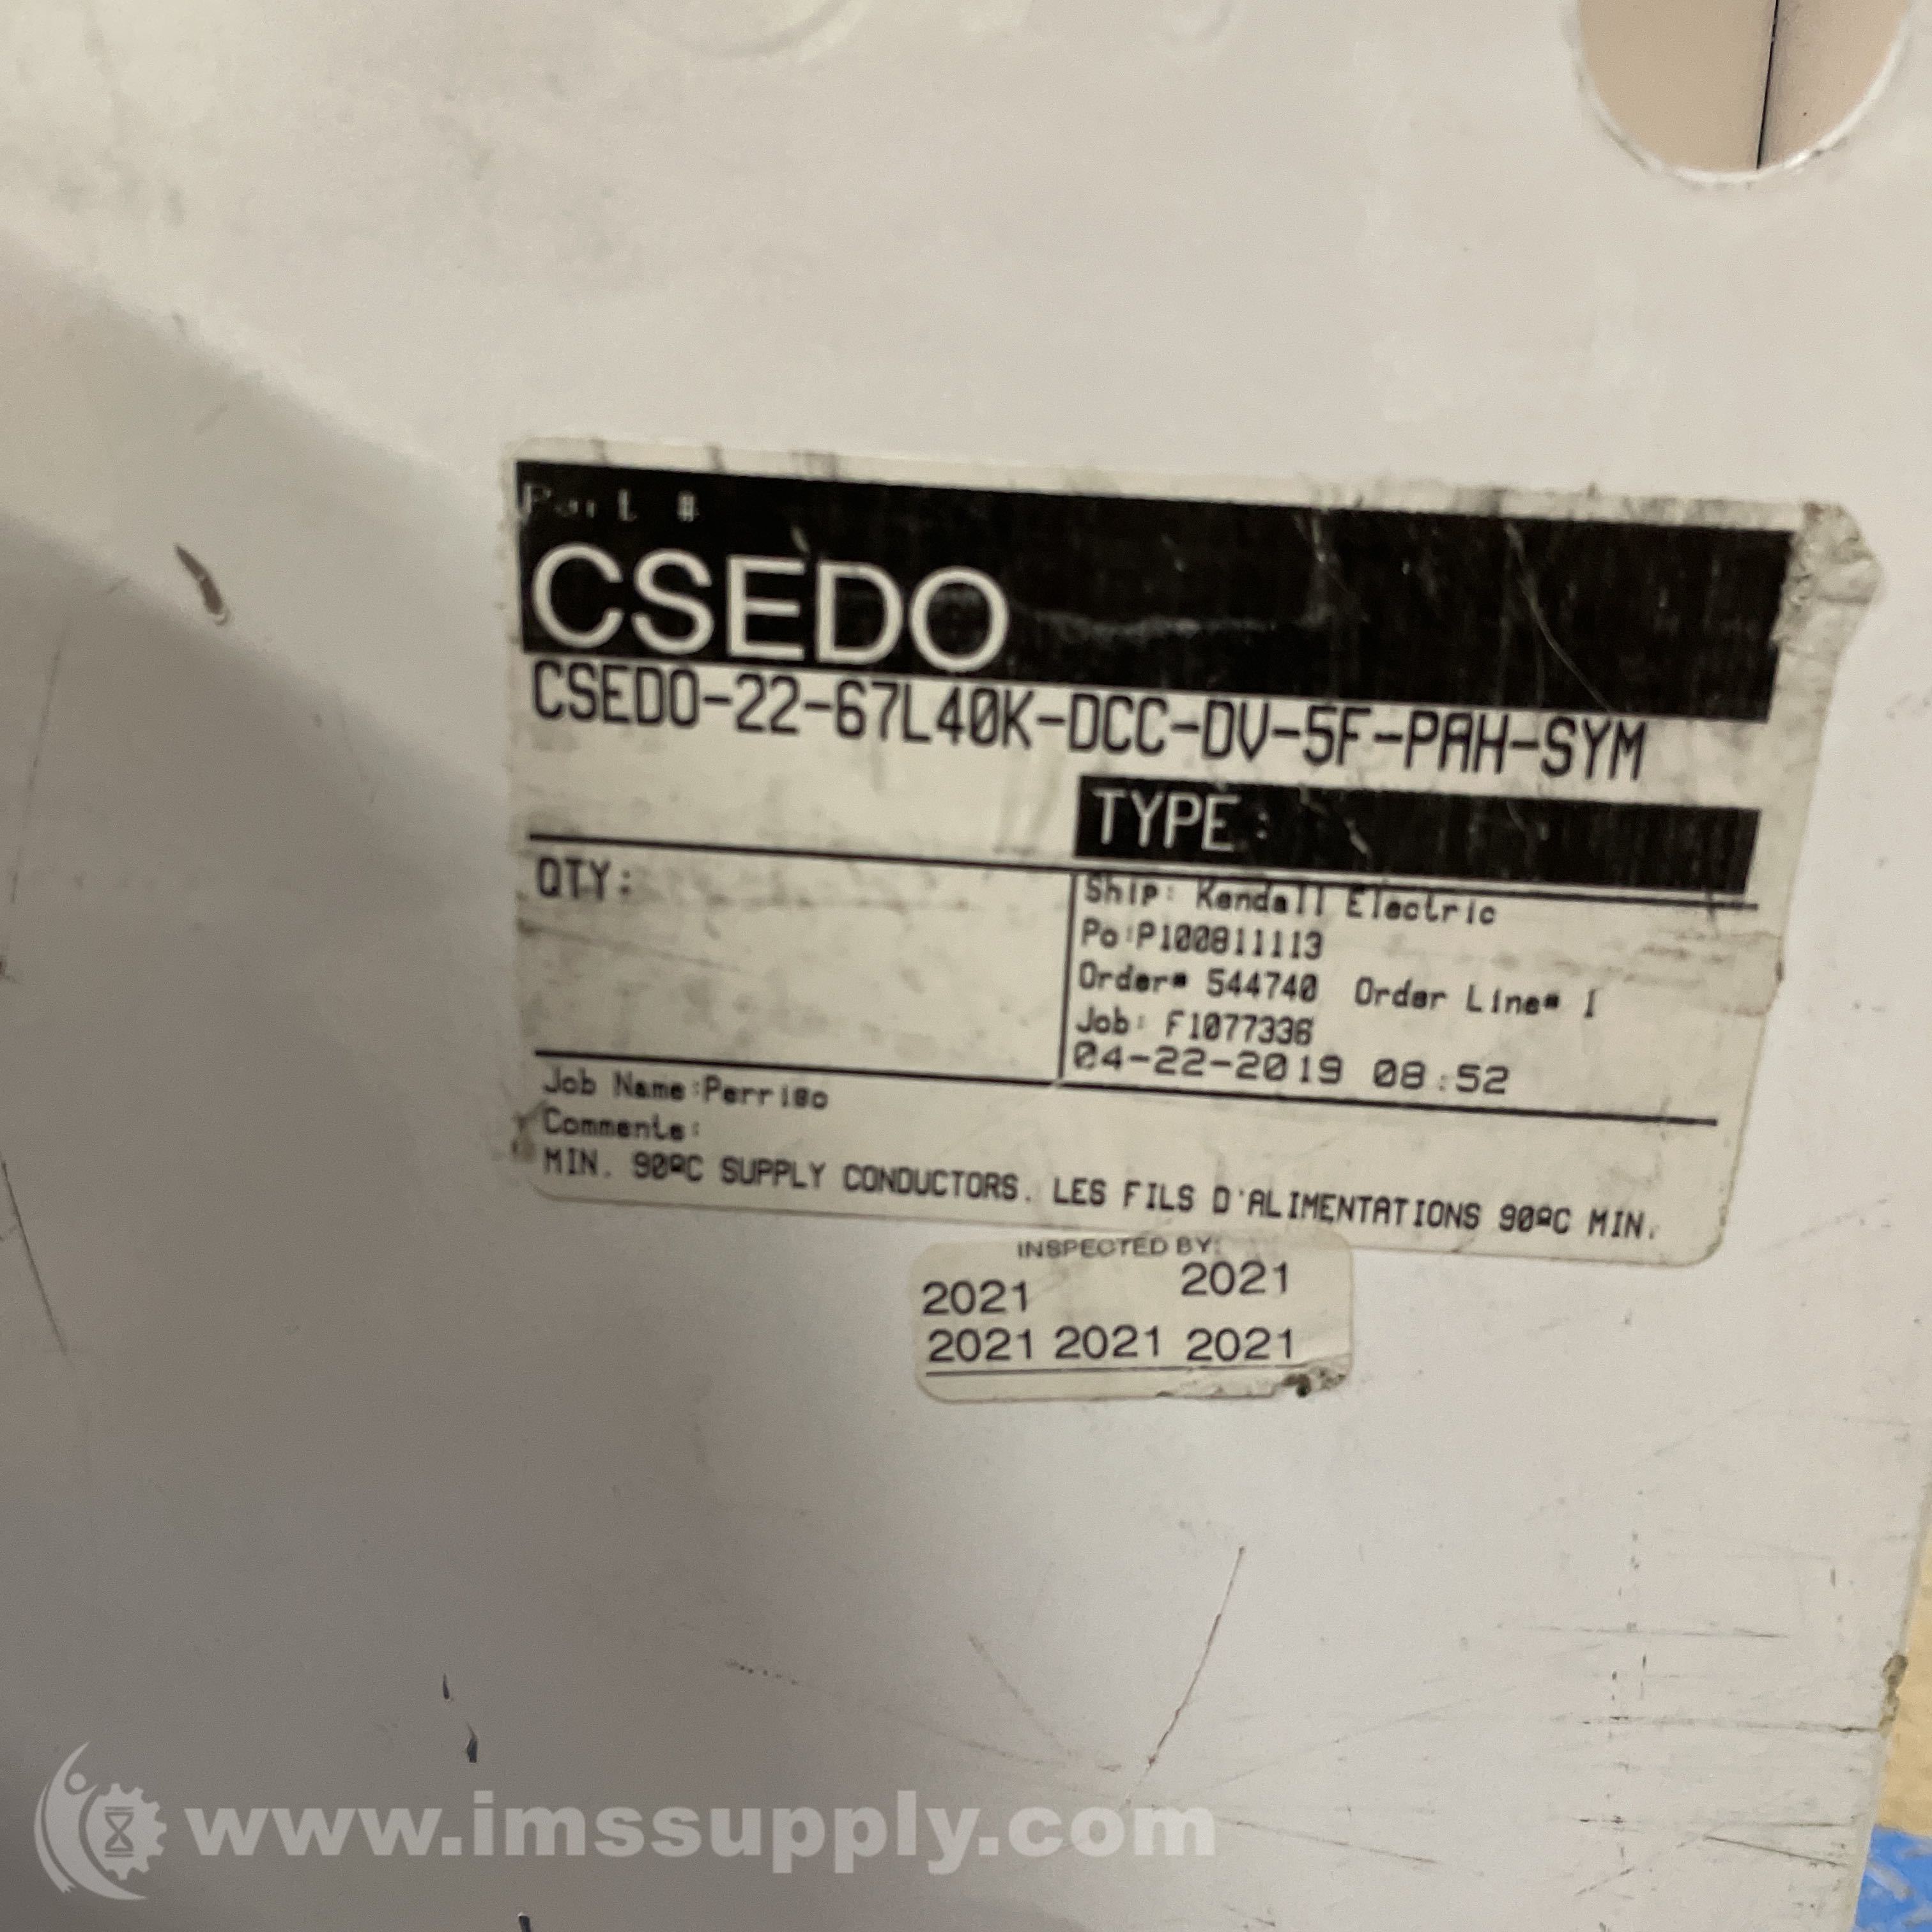 Part #
CSEDO
CSEDO-22-67L40K-DCC-DV-5F-PAH-SYM
TYPE:
QTY:
Ship: Kendall Electric
Po:P100811113
Order# 544740 Order Line# 1
Job: F1077336
04-22-2019 08:52
Job Name:Perrigo
Comments:
MIN. 90ºC SUPPLY CONDUCTORS. LES FILS D'ALIMENTATIONS 90ºC MIN.
INSPECTED BY:
2021 2021
2021 2021 2021
www.imssupply.com